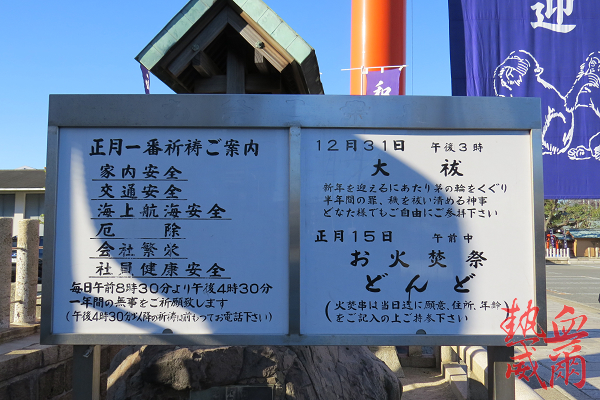 正月一番祈祷ご案内
家内安全
交通安全
海上航海安全
厄 除
会社繁栄
社員健康安全
毎日午前8時30分より午後4時30分
一年間の無事をご祈願致します
(午後4時30分以降の祈祷は前もってお電話下さい)
12月31日 午後3時
大 祓
新年を迎えるにあたり茅の輪をくぐり
半年間の罪、穢を祓い清める神事
どなた様でもご自由にご参拝下さい
正月15日 午前中
お火焚祭
どんど
(火焚串は当日迄に願意、住所、年齢
をご記入の上ご参拝下さい
迎
和
熱血
威爾